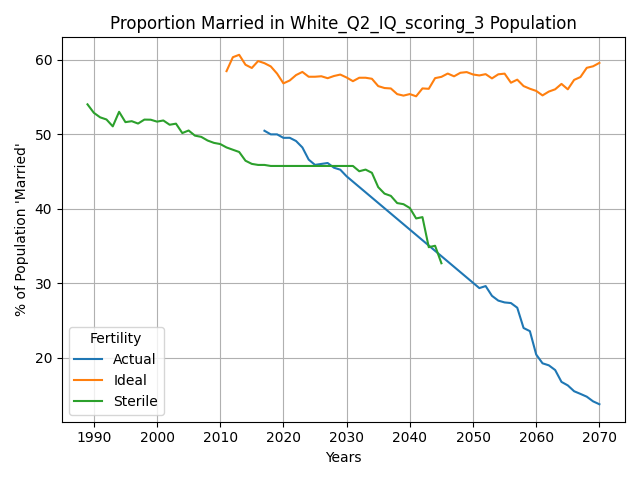 Proportion Married in White_Q2_IQ_scoring_3 Population
% of Population 'Married'
60
50
40
30
20
Fertility
Actual
Ideal
Sterile
1990 2000 2010 2020 2030 2040 2050 2060 2070
Years